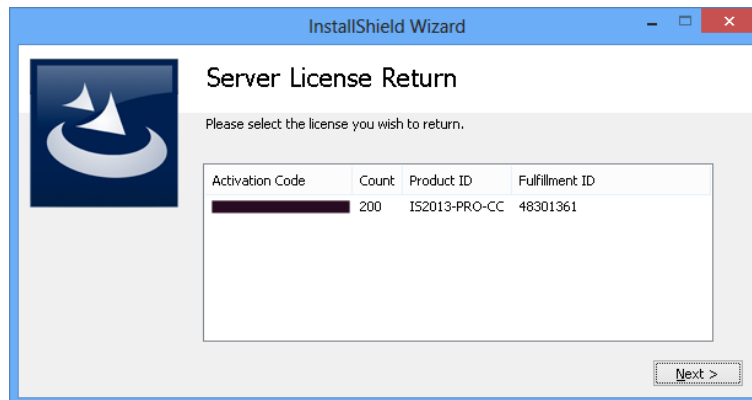 InstallShield Wizard
Server License Return
Please select the license you wish to return.
Activation Code Count Product ID Fulfillment ID
200 IS2013-PRO-CC 48301361
Next >